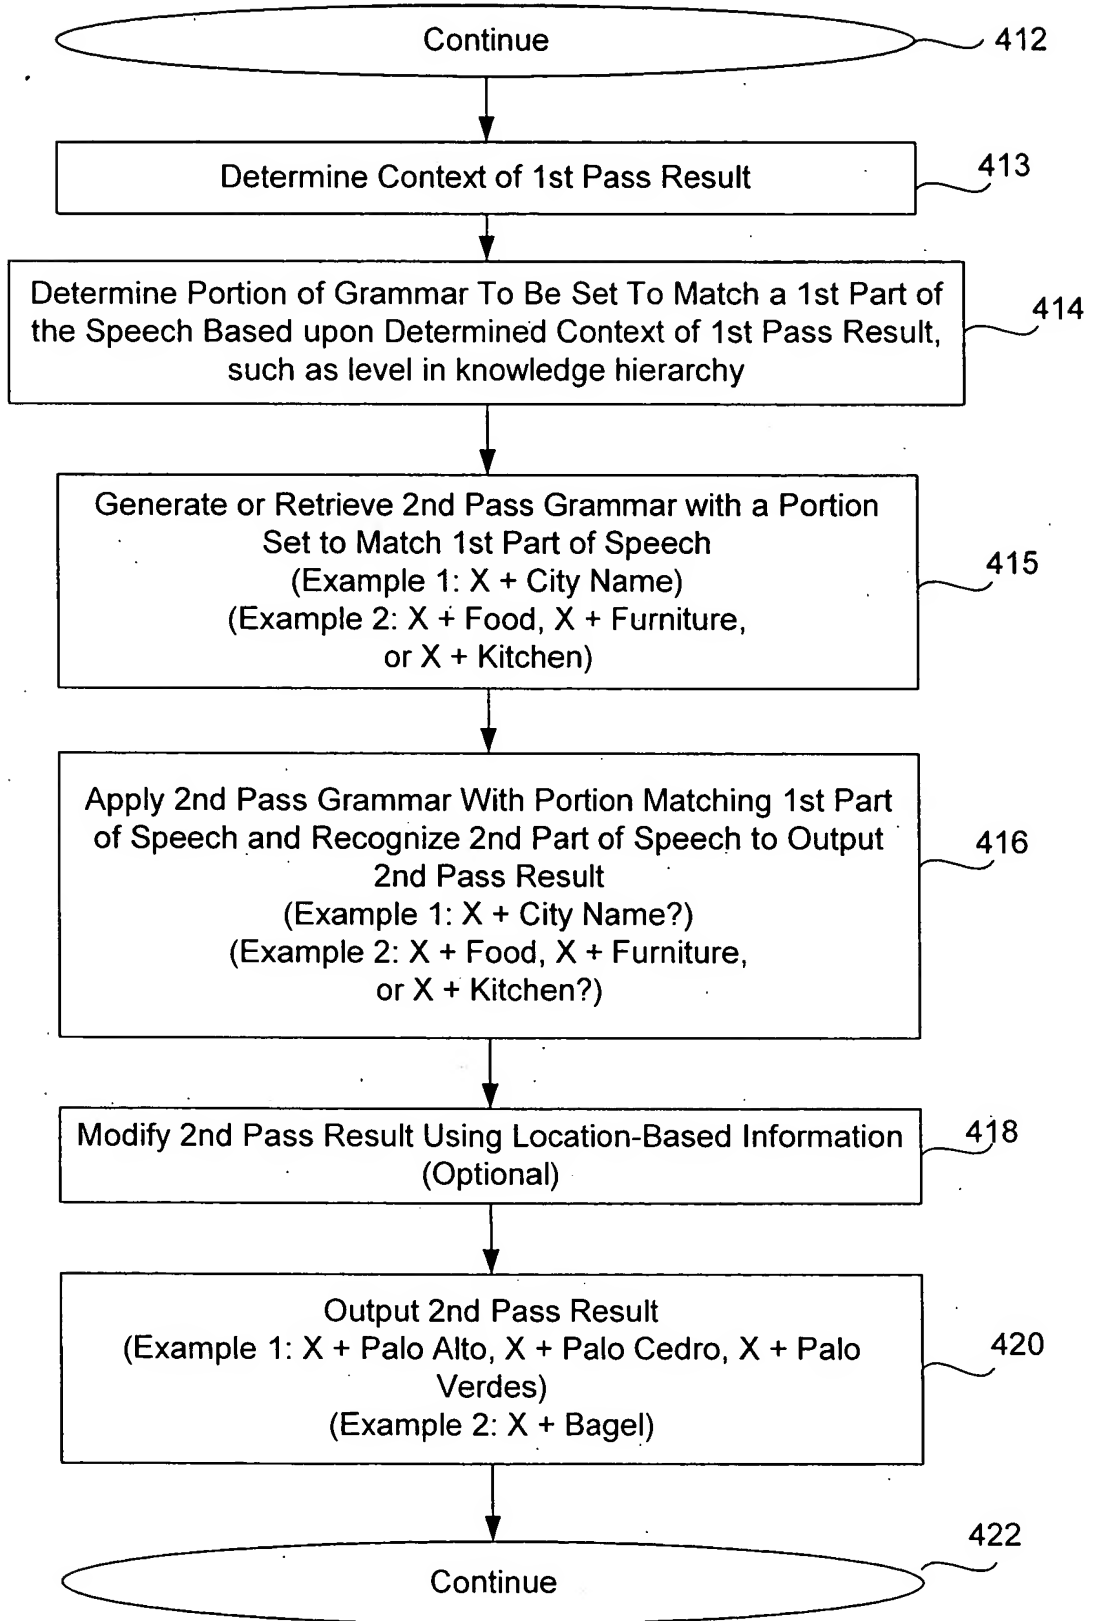 Continue
412
Determine Context of 1st Pass Result
413
Determine Portion of Grammar To Be Set To Match a 1st Part of
the Speech Based upon Determined Context of 1st Pass Result,
such as level in knowledge hierarchy
414
Generate or Retrieve 2nd Pass Grammar with a Portion
Set to Match 1st Part of Speech
(Example 1: X + City Name)
(Example 2: X + Food, X + Furniture,
or X + Kitchen)
415
Apply 2nd Pass Grammar With Portion Matching 1st Part
of Speech and Recognize 2nd Part of Speech to Output
2nd Pass Result
(Example 1: X + City Name?)
(Example 2: X + Food, X + Furniture,
or X + Kitchen?)
416
Modify 2nd Pass Result Using Location-Based Information
(Optional)
418
Output 2nd Pass Result
(Example 1: X + Palo Alto, X + Palo Cedro, X + Palo
Verdes)
(Example 2: X + Bagel)
420
Continue
422